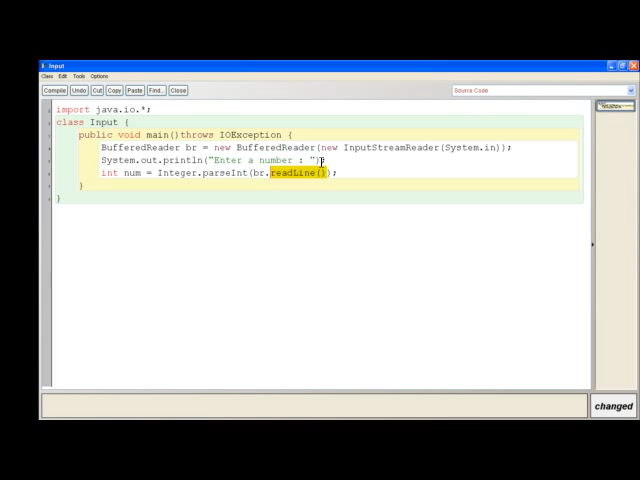 Input
Class Edit Tools Options
Compile Undo Cut Copy Paste Find... Close Source Code
import java.io.*;
class Input {
public void main()throws IOException {
BufferedReader br = new BufferedReader(new InputStreamReader(System.in));
System.out.println("Enter a number : ");
int num = Integer.parseInt(br.readLine());
}
}
changed